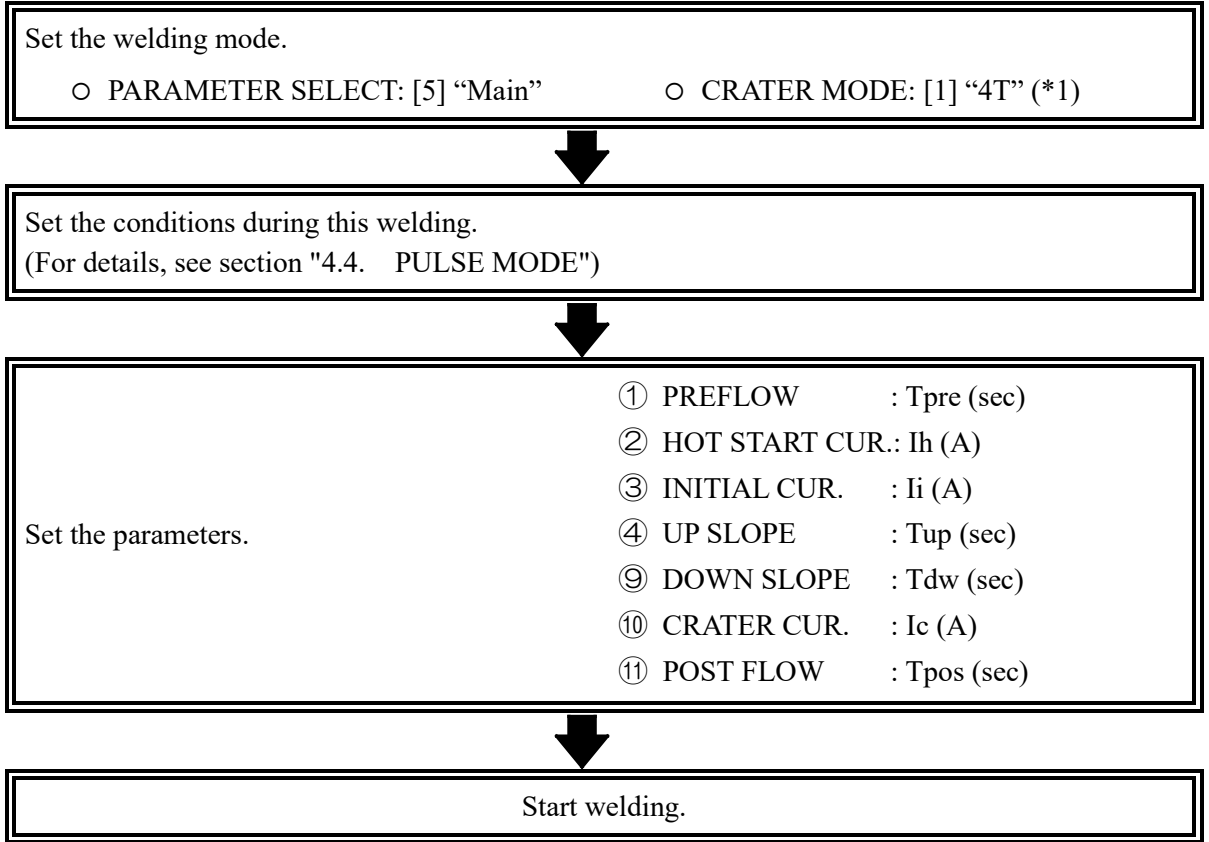 Set the welding mode.
○ PARAMETER SELECT: [5] “Main” ○ CRATER MODE: [1] “4T” (*1)
Set the conditions during this welding.
(For details, see section "4.4. PULSE MODE")
① PREFLOW : Tpre (sec)
② HOT START CUR.: Ih (A)
③ INITIAL CUR. : Ii (A)
Set the parameters. ④ UP SLOPE : Tup (sec)
⑨ DOWN SLOPE : Tdw (sec)
⑩ CRATER CUR. : Ic (A)
⑪ POST FLOW : Tpos (sec)
Start welding.